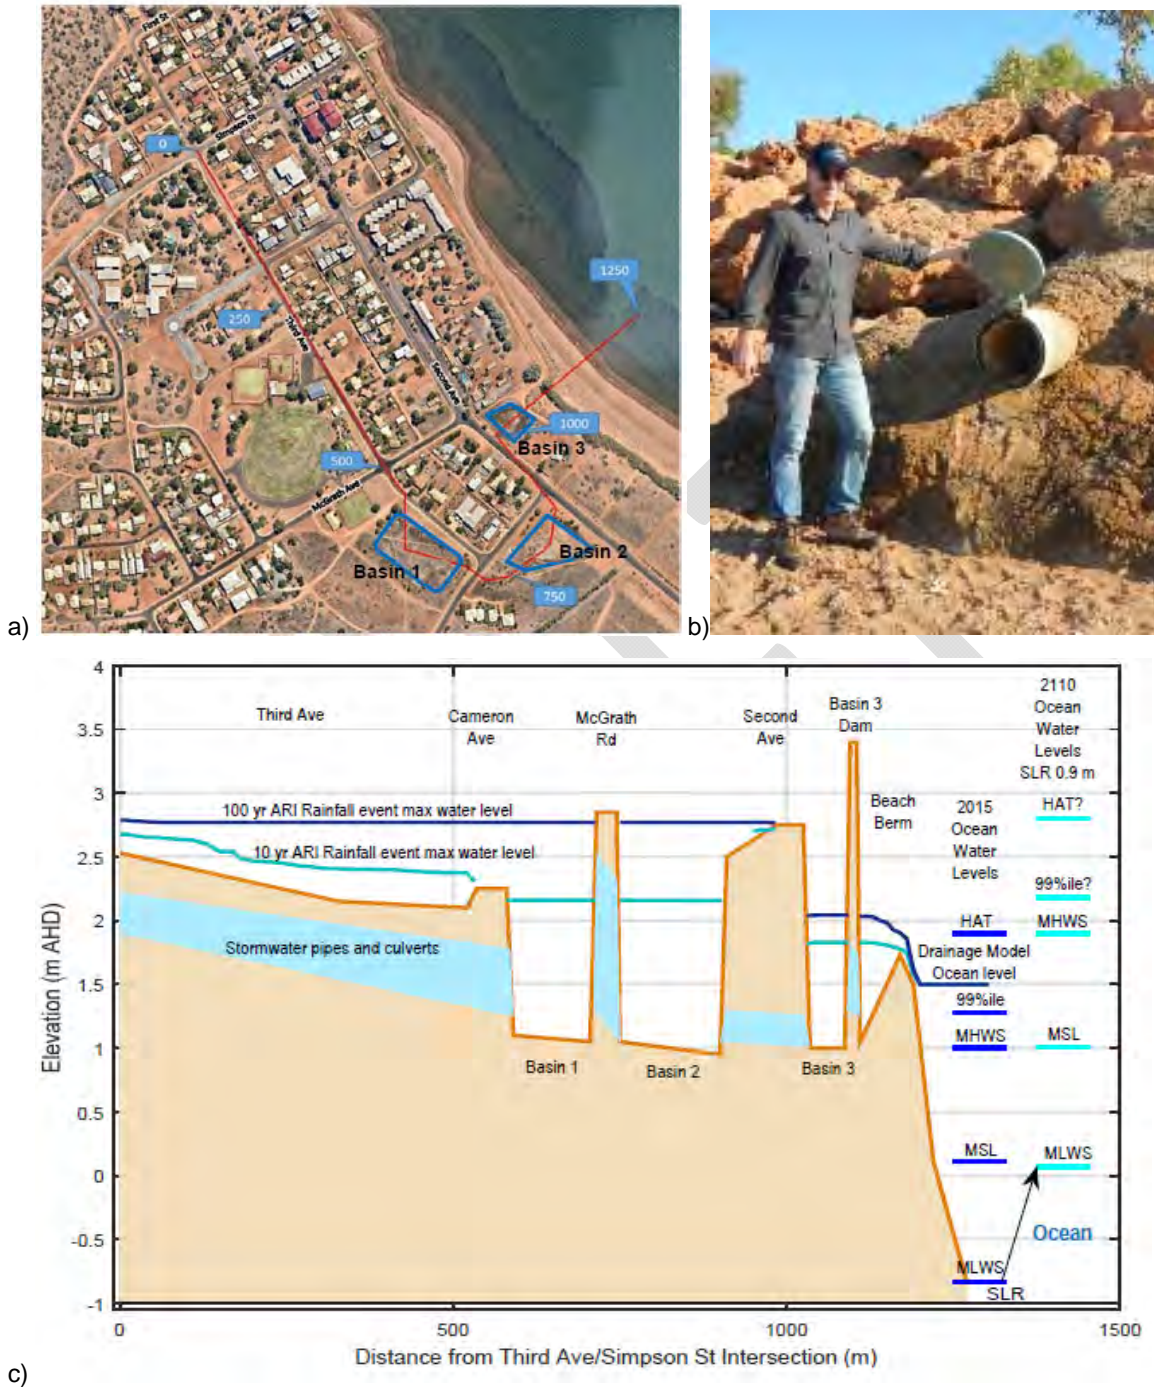 First St
Simpson St
0
1250
250
Third Ave
Second Ave
1000
Basin 3
500
McGrath Ave
Basin 1
Basin 2
750
a)
b)
4
3.5
3
2.5
2
1.5
1
0.5
0
-0.5
-1
Elevation (m AHD)
Third Ave
Cameron
Ave
McGrath
Rd
Second
Ave
Basin 3
Dam
2110
Ocean
Water
Levels
SLR 0.9 m
100 yr ARI Rainfall event max water level
Beach
Berm
2015
Ocean
Water
Levels
HAT?
10 yr ARI Rainfall event max water level
99%ile?
HAT
MHWS
Stormwater pipes and culverts
Drainage Model
Ocean level
99%ile
MHWS
MSL
Basin 1
Basin 2
Basin 3
MSL
MLWS
Ocean
MLWS
SLR
0
500
1000
1500
Distance from Third Ave/Simpson St Intersection (m)
c)